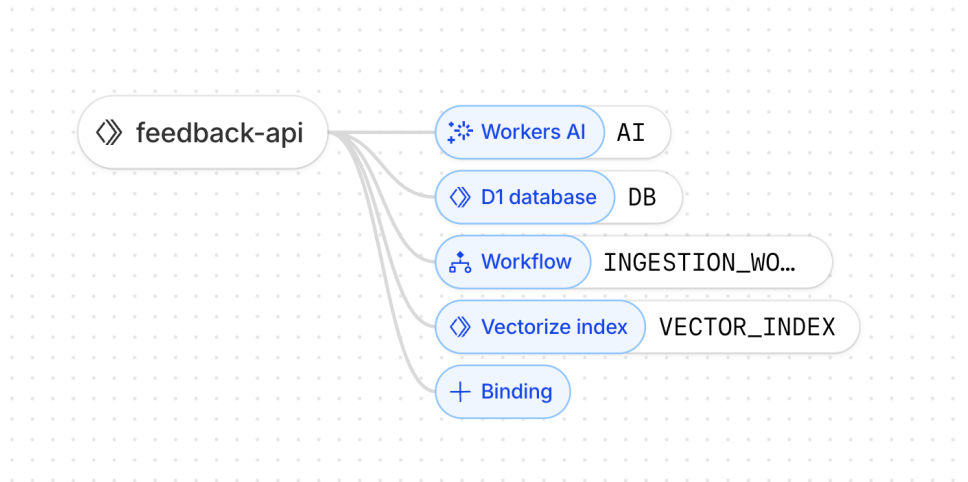 feedback-api
Workers AI AI
D1 database DB
Workflow INGESTION_WO…
Vectorize index VECTOR_INDEX
Binding